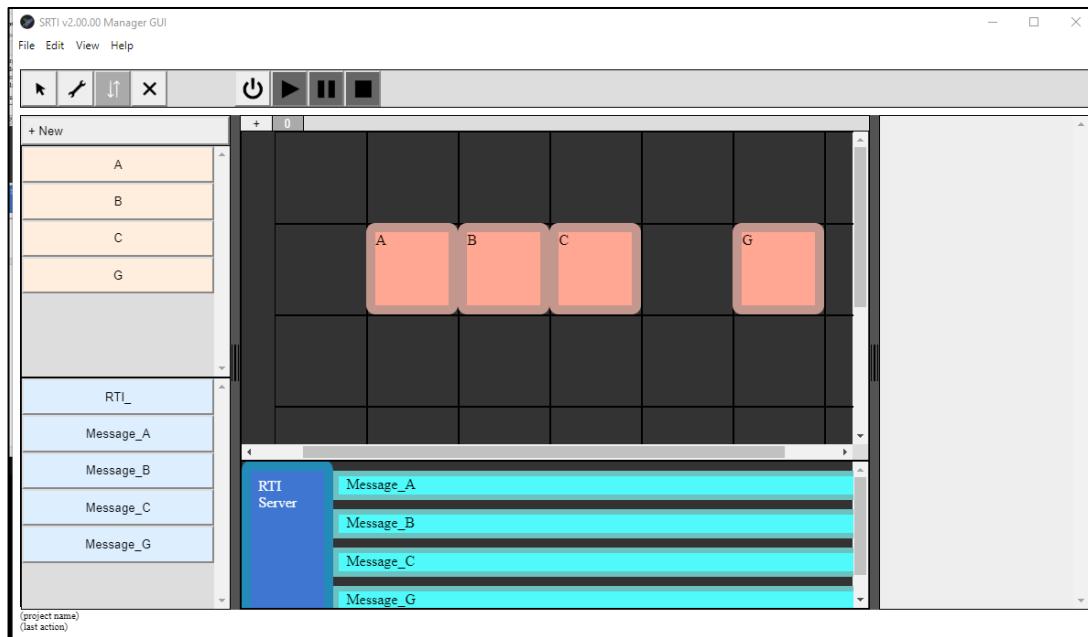 SRTI v2.00.00 Manager GUI
File Edit View Help
+ New
A
B
C
G
RTI_
Message_A
Message_B
Message_C
Message_G
+ 0
A B C G
RTI
Server
Message_A
Message_B
Message_C
Message_G
(project name)
(last action)